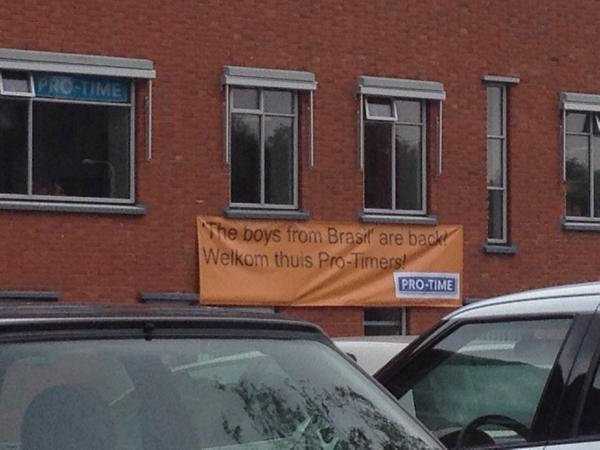 PRO-TIME
'The boys from Brasil' are back!
Welkom thuis Pro-Timers!
PRO-TIME